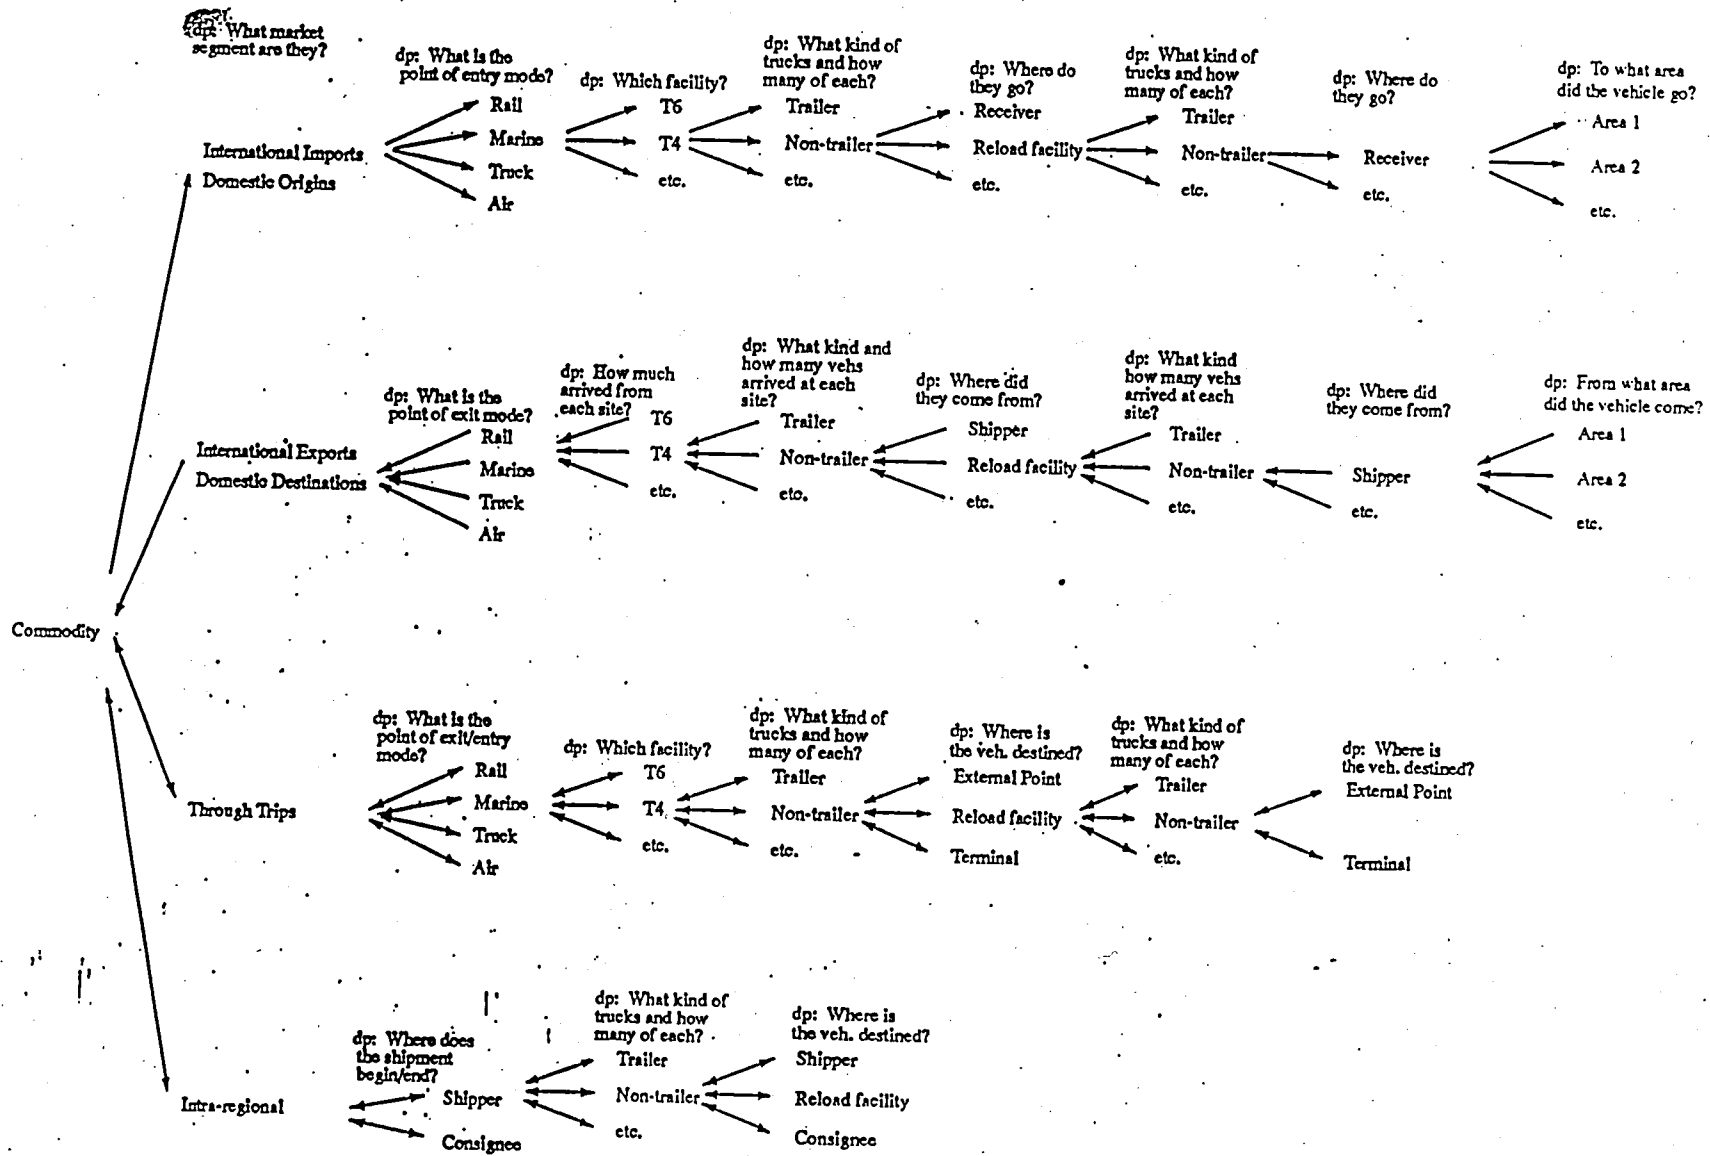 dp: What market
segment are they?
dp: What is the
point of entry mode?
Rail
Marine
Truck
Air
dp: Which facility?
T6
T4
etc.
dp: What kind of
trucks and how
many of each?
Trailer
Non-trailer
etc.
dp: Where do
they go?
Receiver
Reload facility
etc.
dp: What kind of
trucks and how
many of each?
Trailer
Non-trailer
etc.
dp: Where do
they go?
Receiver
etc.
dp: To what area
did the vehicle go?
Area 1
Area 2
etc.
International Imports
Domestic Origins
dp: What is the
point of exit mode?
Rail
Marine
Truck
Air
dp: How much
arrived from
each site?
T6
T4
etc.
dp: What kind and
how many vehs
arrived at each
site?
Trailer
Non-trailer
etc.
dp: Where did
they come from?
Shipper
Reload facility
etc.
dp: What kind
how many vehs
arrived at each
site?
Trailer
Non-trailer
etc.
dp: Where did
they come from?
Shipper
etc.
dp: From what area
did the vehicle come?
Area 1
Area 2
etc.
International Exports
Domestic Destinations
Commodity
dp: What is the
point of exit/entry
mode?
Rail
Marine
Truck
Air
dp: Which facility?
T6
T4
etc.
dp: What kind of
trucks and how
many of each?
Trailer
Non-trailer
etc.
dp: Where is
the veh. destined?
External Point
Reload facility
Terminal
dp: What kind of
trucks and how
many of each?
Trailer
Non-trailer
etc.
dp: Where is
the veh. destined?
External Point
Terminal
Through Trips
dp: Where does
the shipment
begin/end?
Shipper
Consignee
dp: What kind of
trucks and how
many of each?
Trailer
Non-trailer
etc.
dp: Where is
the veh. destined?
Shipper
Reload facility
Consignee
Intra-regional